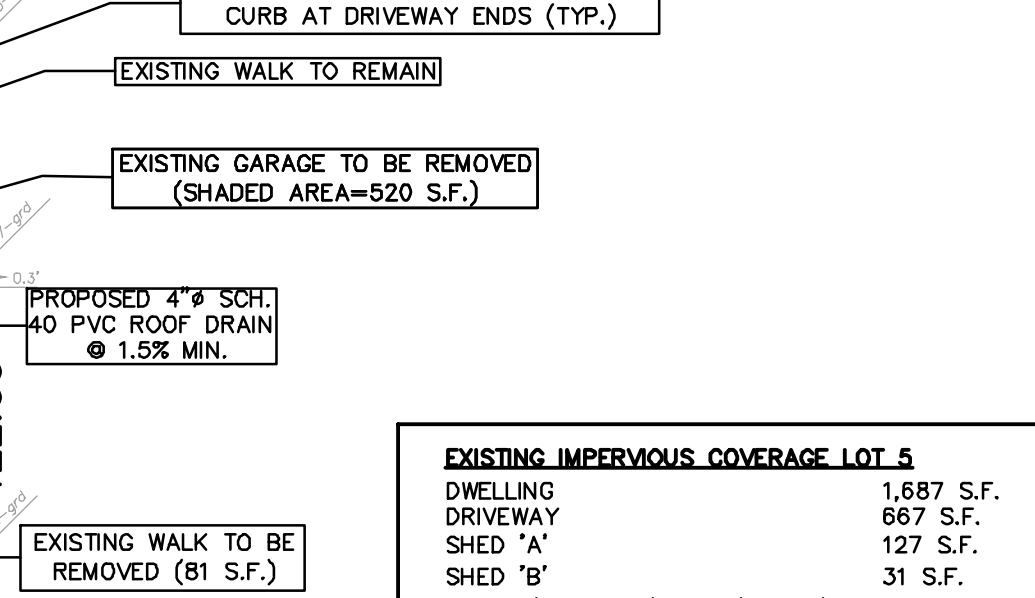 CURB AT DRIVEWAY ENDS (TYP.)
EXISTING WALK TO REMAIN
EXISTING GARAGE TO BE REMOVED
(SHADED AREA=520 S.F.)
-grd
0.3'
PROPOSED 4"ø SCH.
40 PVC ROOF DRAIN
@ 1.5% MIN.
-grd
EXISTING WALK TO BE
REMOVED (81 S.F.)
EXISTING IMPERVIOUS COVERAGE LOT 5
DWELLING 1,687 S.F.
DRIVEWAY 667 S.F.
SHED 'A' 127 S.F.
SHED 'B' 31 S.F.